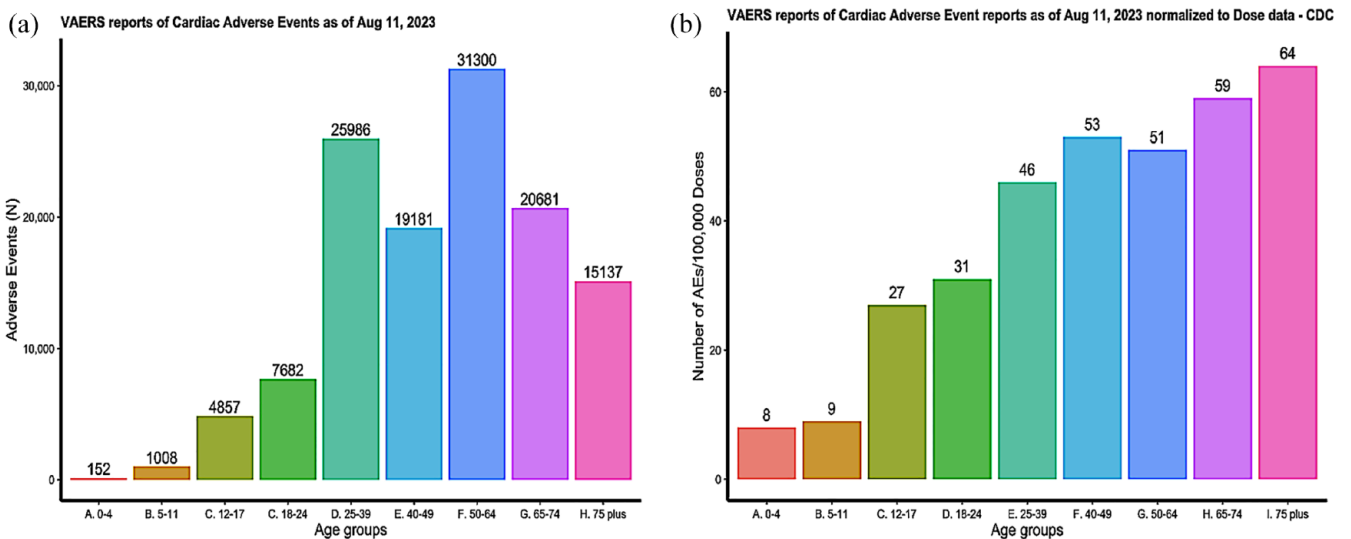 (a)
VAERS reports of Cardiac Adverse Events as of Aug 11, 2023
Adverse Events (N)
30,000
20,000
10,000
0
152
1008
4857
7682
25986
19181
31300
20681
15137
A. 0-4 B. 5-11 C. 12-17 C. 18-24 D. 25-39 E. 40-49 F. 50-64 G. 65-74 H. 75 plus
Age groups
(b)
VAERS reports of Cardiac Adverse Event reports as of Aug 11, 2023 normalized to Dose data - CDC
Number of AEs/100,000 Doses
60
40
20
0
8
9
27
31
46
53
51
59
64
A. 0-4 B. 5-11 C. 12-17 D. 18-24 E. 25-39 F. 40-49 G. 50-64 H. 65-74 I. 75 plus
Age groups